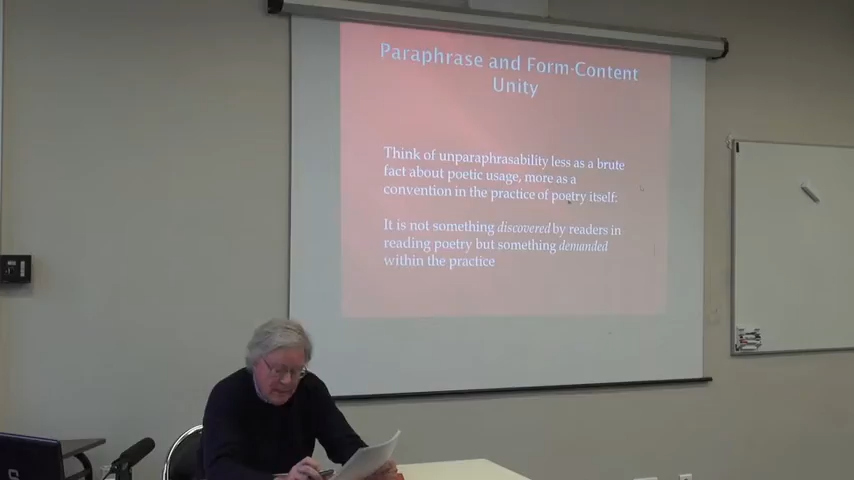 Paraphrase and Form-Content
Unity
Think of unparaphrasability less as a brute
fact about poetic usage, more as a
convention in the practice of poetry itself:
It is not something discovered by readers in
reading poetry but something demanded
within the practice